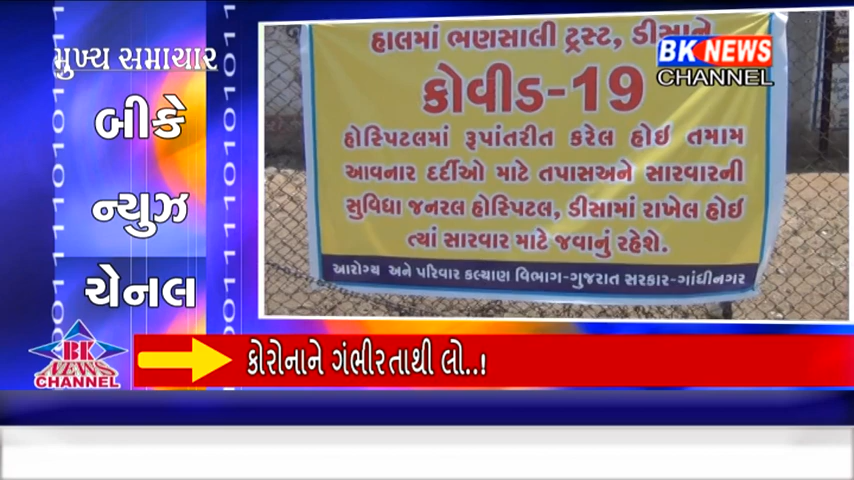 મુખ્ય સમાચાર
બીકે
ન્યુઝ
ચેનલ
BK NEWS
CHANNEL
હાલમાં ભણસાલી ટ્રસ્ટ, ડીસાને
કોવીડ-19
હોસ્પિટલમાં રૂપાંતરીત કરેલ હોઈ તમામ
આવનાર દર્દીઓ માટે તપાસઅને સારવારની
સુવિધા જનરલ હોસ્પિટલ, ડીસામાં રાખેલ હોઈ
ત્યાં સારવાર માટે જવાનું રહેશે.
આરોગ્ય અને પરિવાર કલ્યાણ વિભાગ-ગુજરાત સરકાર-ગાંધીનગર
BK
NEWS
CHANNEL
કોરોનાને ગંભીરતાથી લો..!